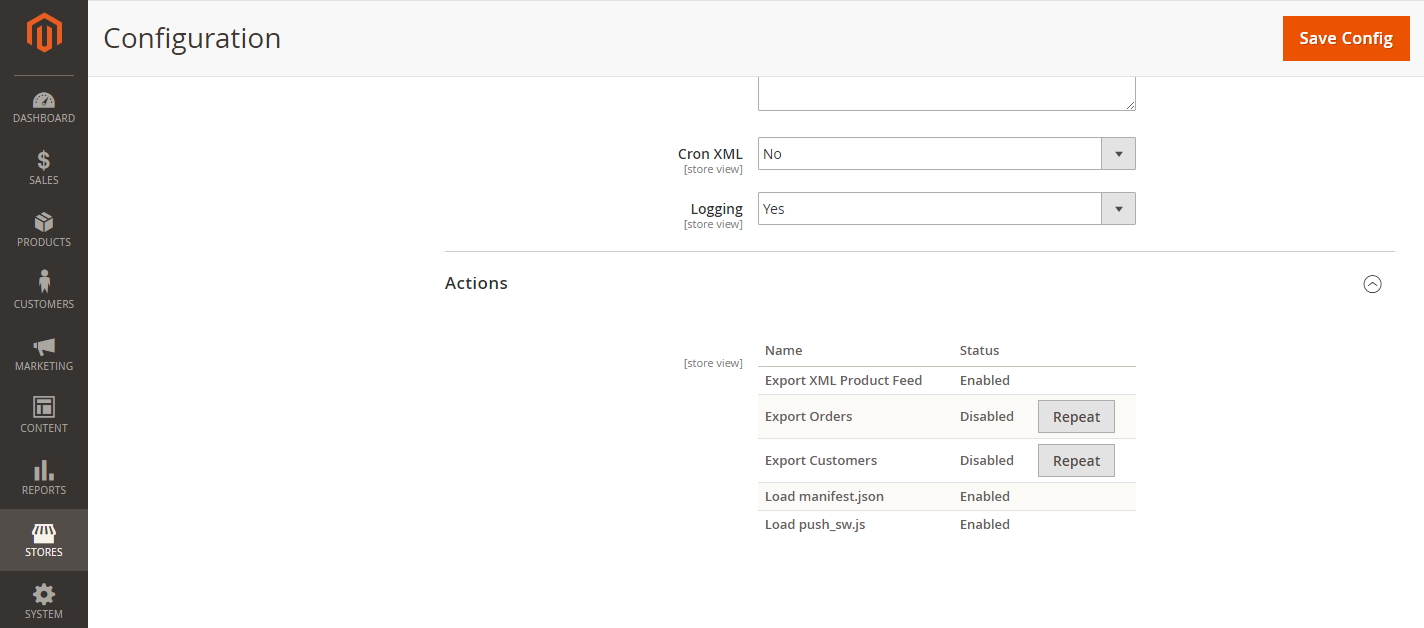 Configuration
Save Config
DASHBOARD
SALES
PRODUCTS
CUSTOMERS
MARKETING
CONTENT
REPORTS
STORES
SYSTEM
Cron XML
[store view]
No
Logging
[store view]
Yes
Actions
[store view]
Name Status
Export XML Product Feed Enabled
Export Orders Disabled Repeat
Export Customers Disabled Repeat
Load manifest.json Enabled
Load push_sw.js Enabled